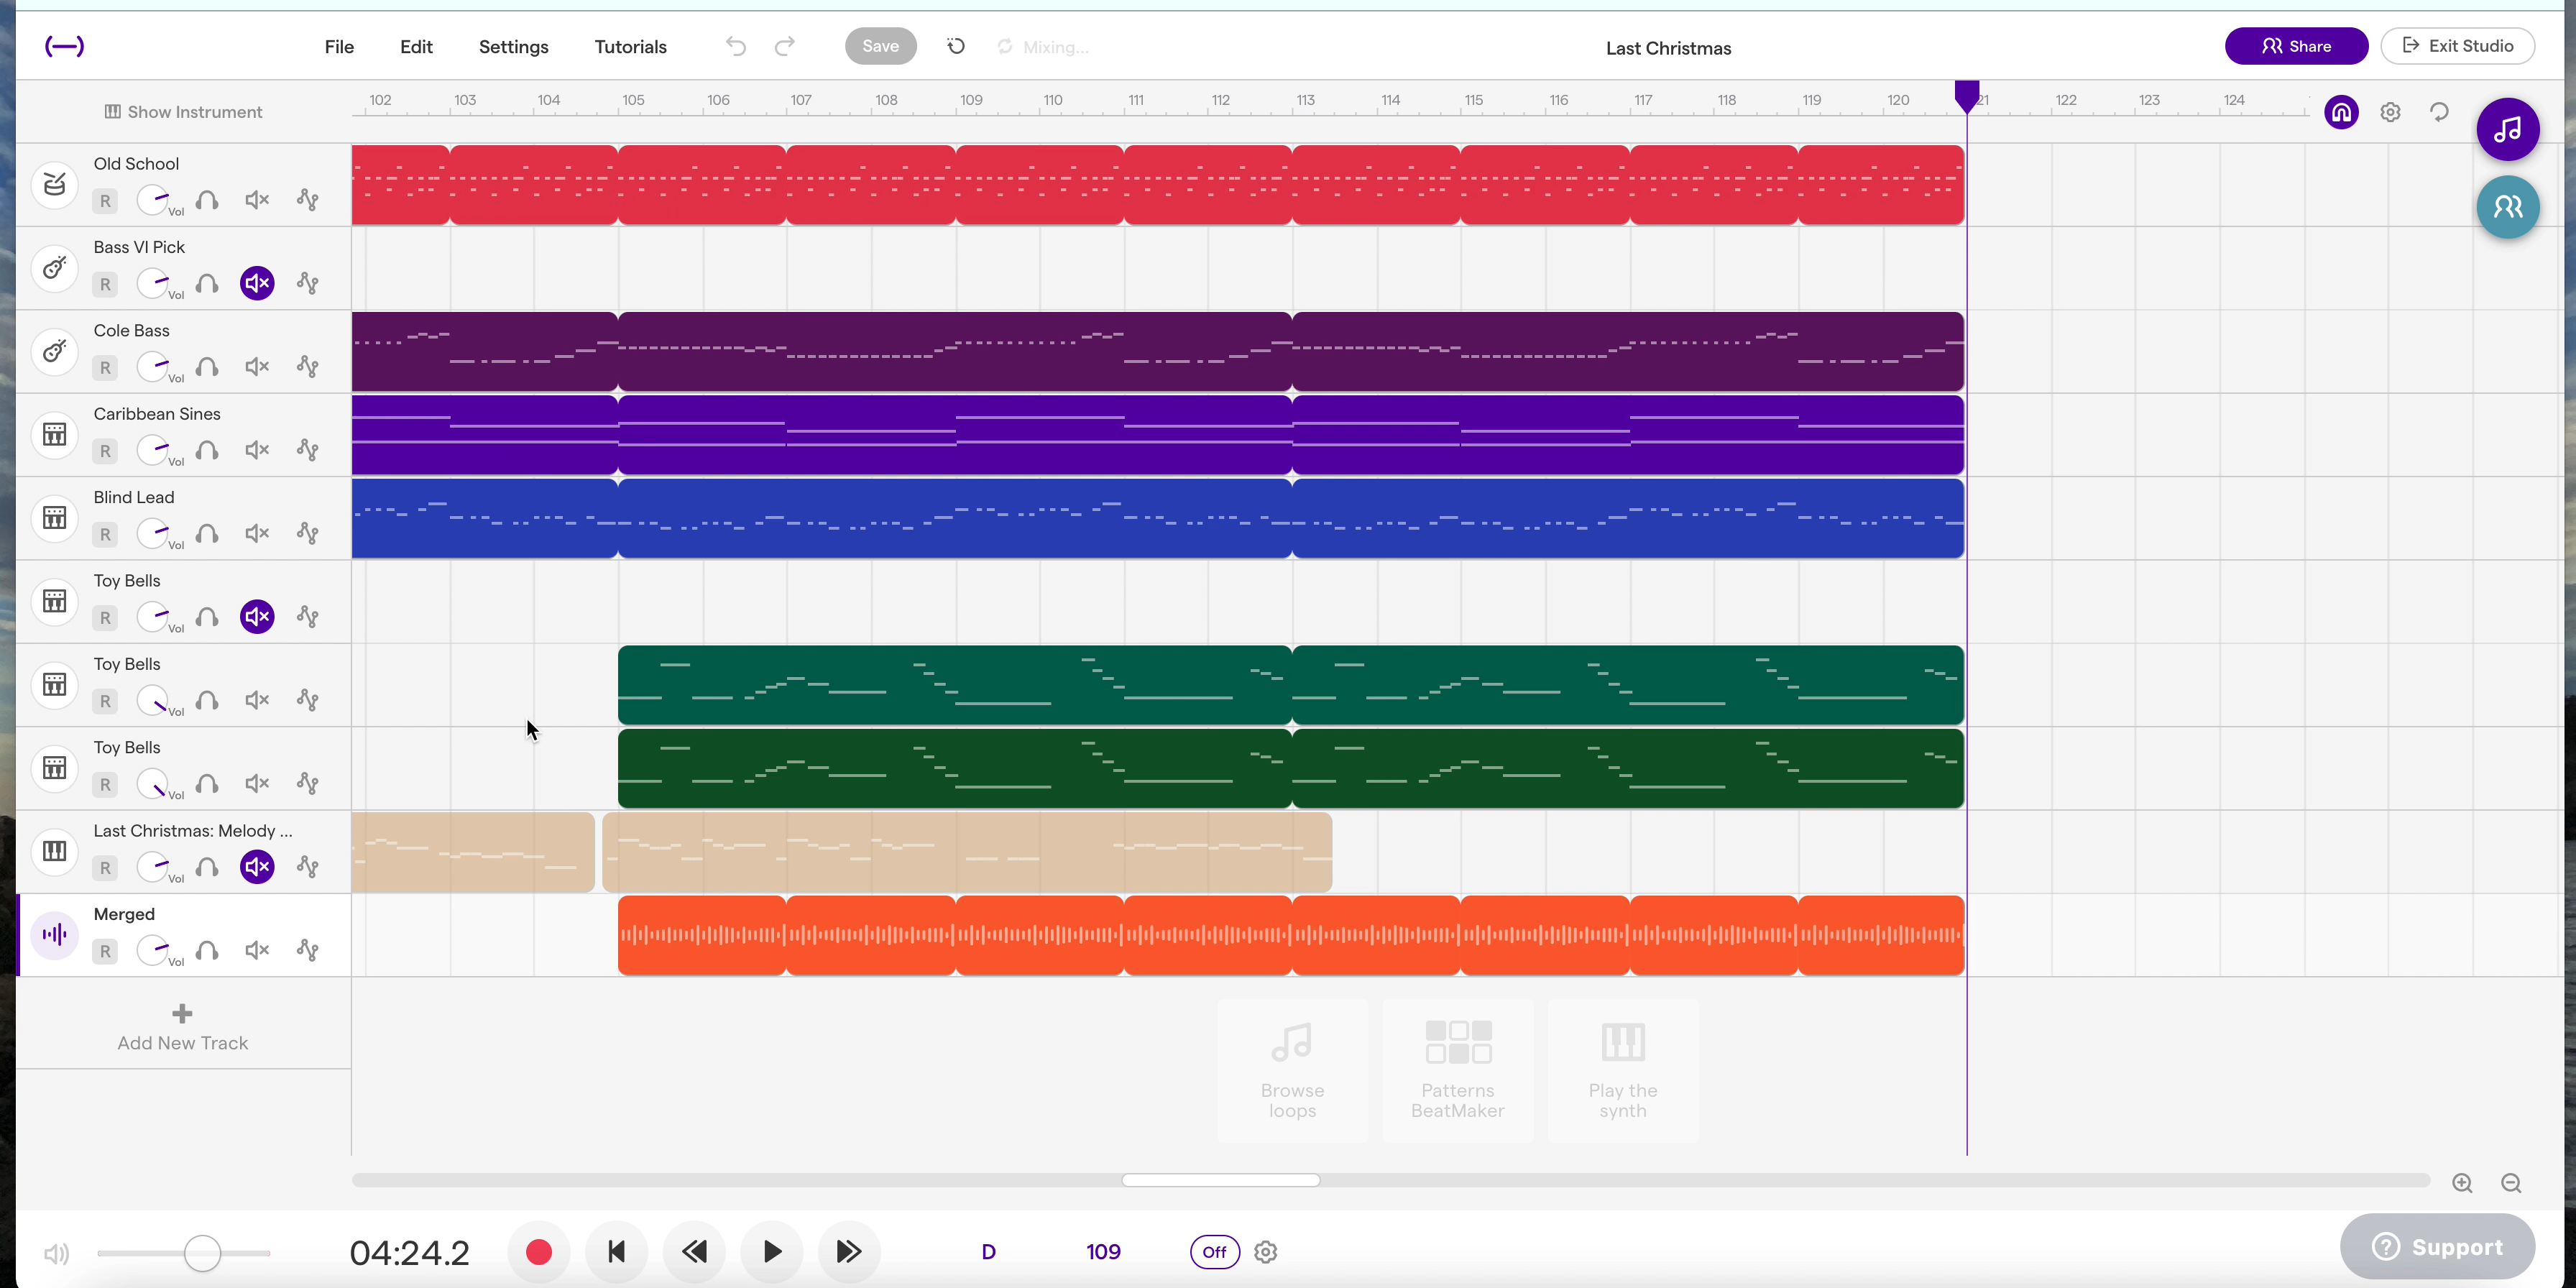 File Edit Settings Tutorials Save Mixing... Last Christmas Share Exit Studio
Show Instrument 102 103 104 105 106 107 108 109 110 111 112 113 114 115 116 117 118 119 120 21 122 123 124
Old School
R Vol
Bass VI Pick
R Vol
Cole Bass
R Vol
Caribbean Sines
R Vol
Blind Lead
R Vol
Toy Bells
R Vol
Toy Bells
R Vol
Toy Bells
R Vol
Last Christmas: Melody ...
R Vol
Merged
R Vol
Add New Track
Browse
loops
Patterns
BeatMaker
Play the
synth
04:24.2 D 109 Off Support